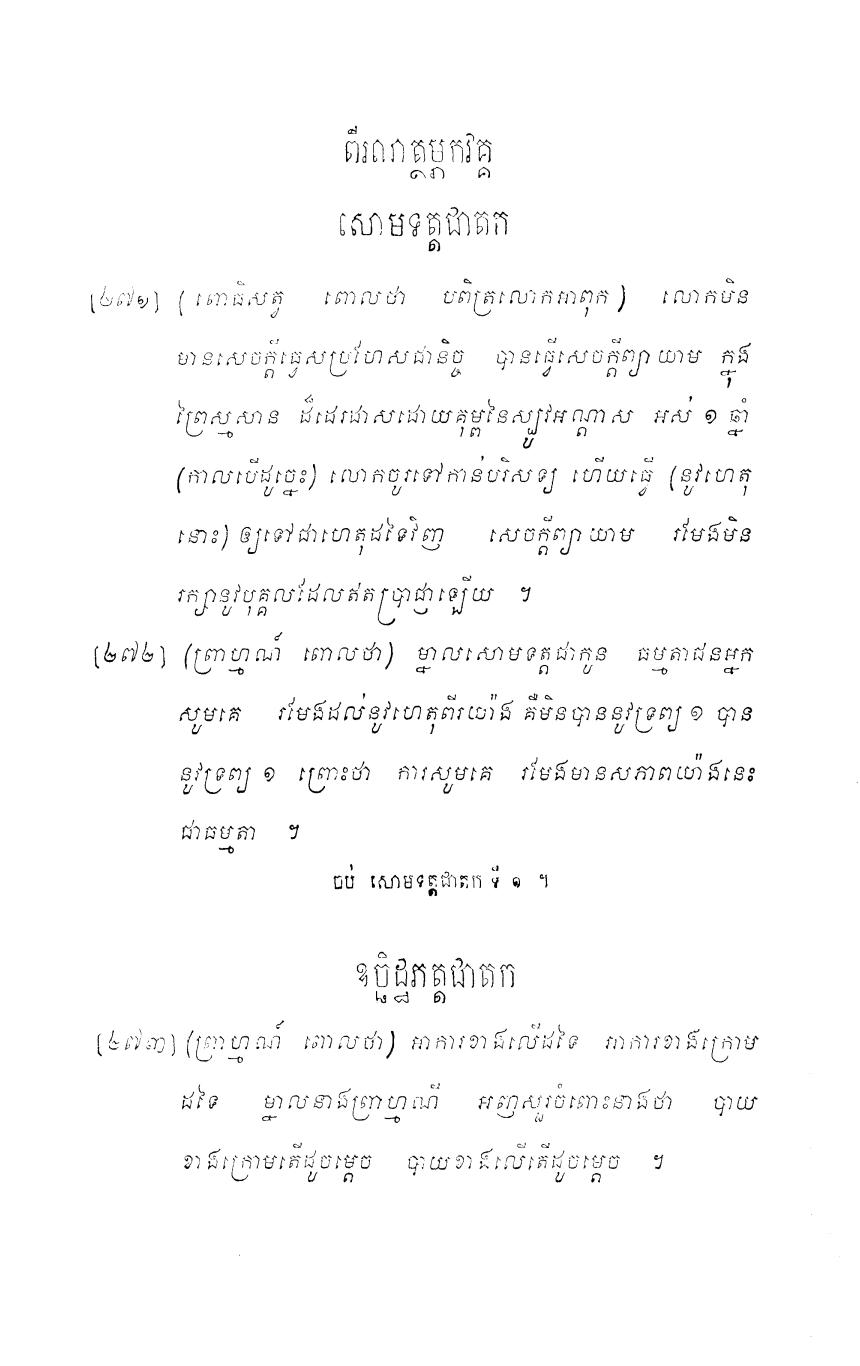 ពីរណត្ថម្ភកវគ្គ
សោមទត្តជាតក
[២៧១] (ពោធិសត្វ ពោលថា បពិត្រលោកអាពុក) លោកមិន
មានសេចក្តីធ្វេសប្រហែសជានិច្ច បានធ្វើសេចក្តីព្យាយាម ក្នុង
ព្រៃស្មសាន ដ៏ដេរដាសដោយគុម្ពនៃស្បូវអណ្តាស អស់ ១ ឆ្នាំ
(កាលបើដូច្នេះ) លោកចូរទៅកាន់បរិសទ្យ ហើយធ្វើ (នូវហេតុ
នោះ) ឲ្យទៅជាហេតុដទៃវិញ សេចក្តីព្យាយាម រមែងមិន
រក្សានូវបុគ្គលដែលឥតប្រាជ្ញាឡើយ ។
[២៧២] (ព្រាហ្មណ៍ ពោលថា) ម្នាលសោមទត្តជាកូន ធម្មតាជនអ្នក
សូមគេ រមែងដល់នូវហេតុពីរយ៉ាង គឺមិនបាននូវទ្រព្យ ១ បាន
នូវទ្រព្យ ១ ព្រោះថា ការសូមគេ រមែងមានសភាពយ៉ាងនេះ
ជាធម្មតា ។
ចប់ សោមទត្តជាតក ទី ១ ។
ឧច្ឆិដ្ឋភត្តជាតក
[២៧៣] (ព្រាហ្មណ៍ ពោលថា) អាការខាងលើដទៃ អាការខាងក្រោម
ដទៃ ម្នាលនាងព្រាហ្មណី អញសួរចំពោះនាងថា បាយ
ខាងក្រោមតើដូចម្តេច បាយខាងលើតើដូចម្តេច ។